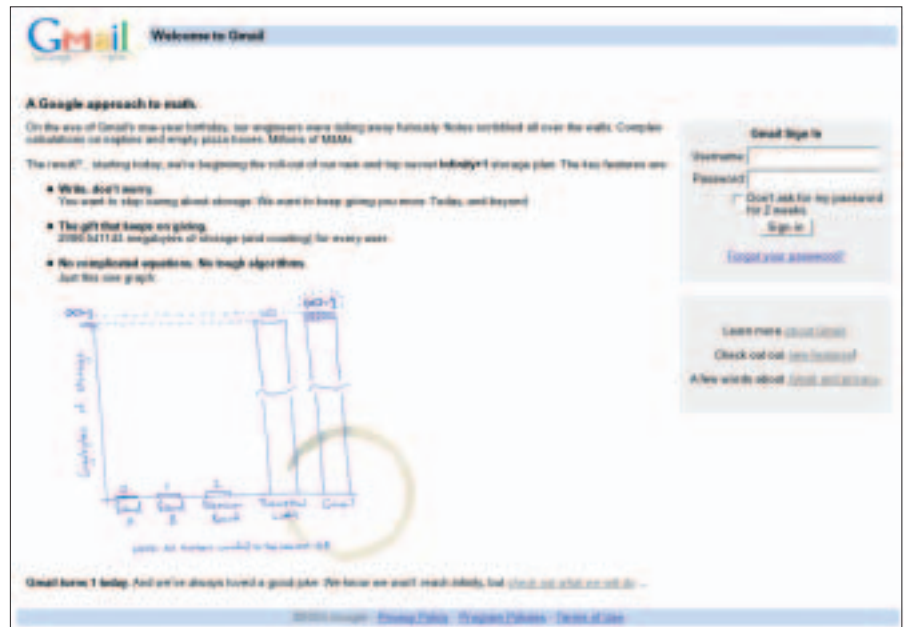 Gmail Welcome to Gmail
A Google approach to math.
On the eve of Gmail's one-year birthday, our engineers were toiling away furiously. Notes scribbled all over the walls. Complex
calculations on napkins and empty pizza boxes. Millions of M&Ms.
The result?... starting today, we're beginning the roll-out of our new and top-secret Infinity+1 storage plan. The key features are:
• Write, don't worry.
You want to stop caring about storage. We want to keep giving you more. Today, and beyond.
• The gift that keeps on giving.
megabytes of storage (and counting) for every user.
• No complicated equations. No tough algorithms.
Just this one graph:
∞+1
∞+1
Gigabytes of storage
Gmail
Gmail turns 1 today. And we've always loved a good joke. We know we won't reach infinity, but check out what we will do ...
Gmail Sign In
Username:
Password:
Don't ask for my password
for 2 weeks.
Sign in
Forgot your password?
Learn more about Gmail.
Check out our new features!
A few words about Gmail and privacy.
Google - Privacy Policy - Program Policies - Terms of Use